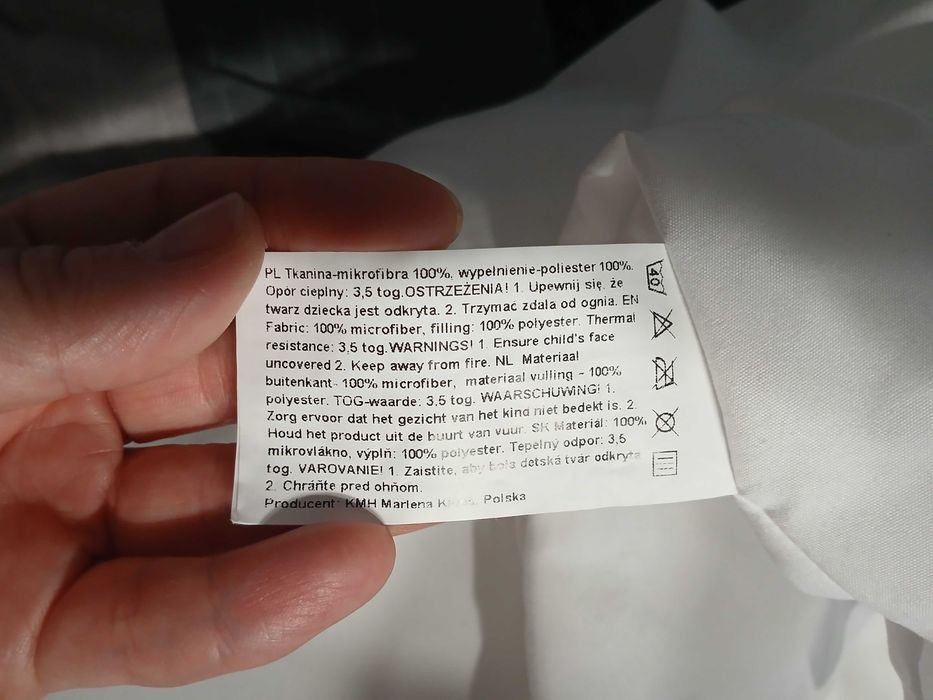 PL Tkanina-mikrofibra 100%, wypełnienie-poliester 100%.
Opór cieplny: 3,5 tog.OSTRZEŻENIA! 1. Upewnij się, że
twarz dziecka jest odkryta. 2. Trzymać zdala od ognia. EN
Fabric: 100% microfiber, filling: 100% polyester. Thermal
resistance: 3,5 tog.WARNINGS! 1. Ensure child's face
uncovered 2. Keep away from fire. NL Materiaal
buitenkant- 100% microfiber, materiaal vulling - 100%
polyester. TOG-waarde: 3.5 tog. WAARSCHUWING! 1.
Zorg ervoor dat het gezicht van het kind niet bedekt is. 2.
Houd het product uit de buurt van vuur. SK Materiál: 100%
mikrovlákno, výplň: 100% polyester. Tepelný odpor: 3,5
tog. VAROVANIE! 1. Zaistite, aby bola detská tvár odkrytá
2. Chráňte pred ohňom.
Producent: KMH Marlena Polska
40